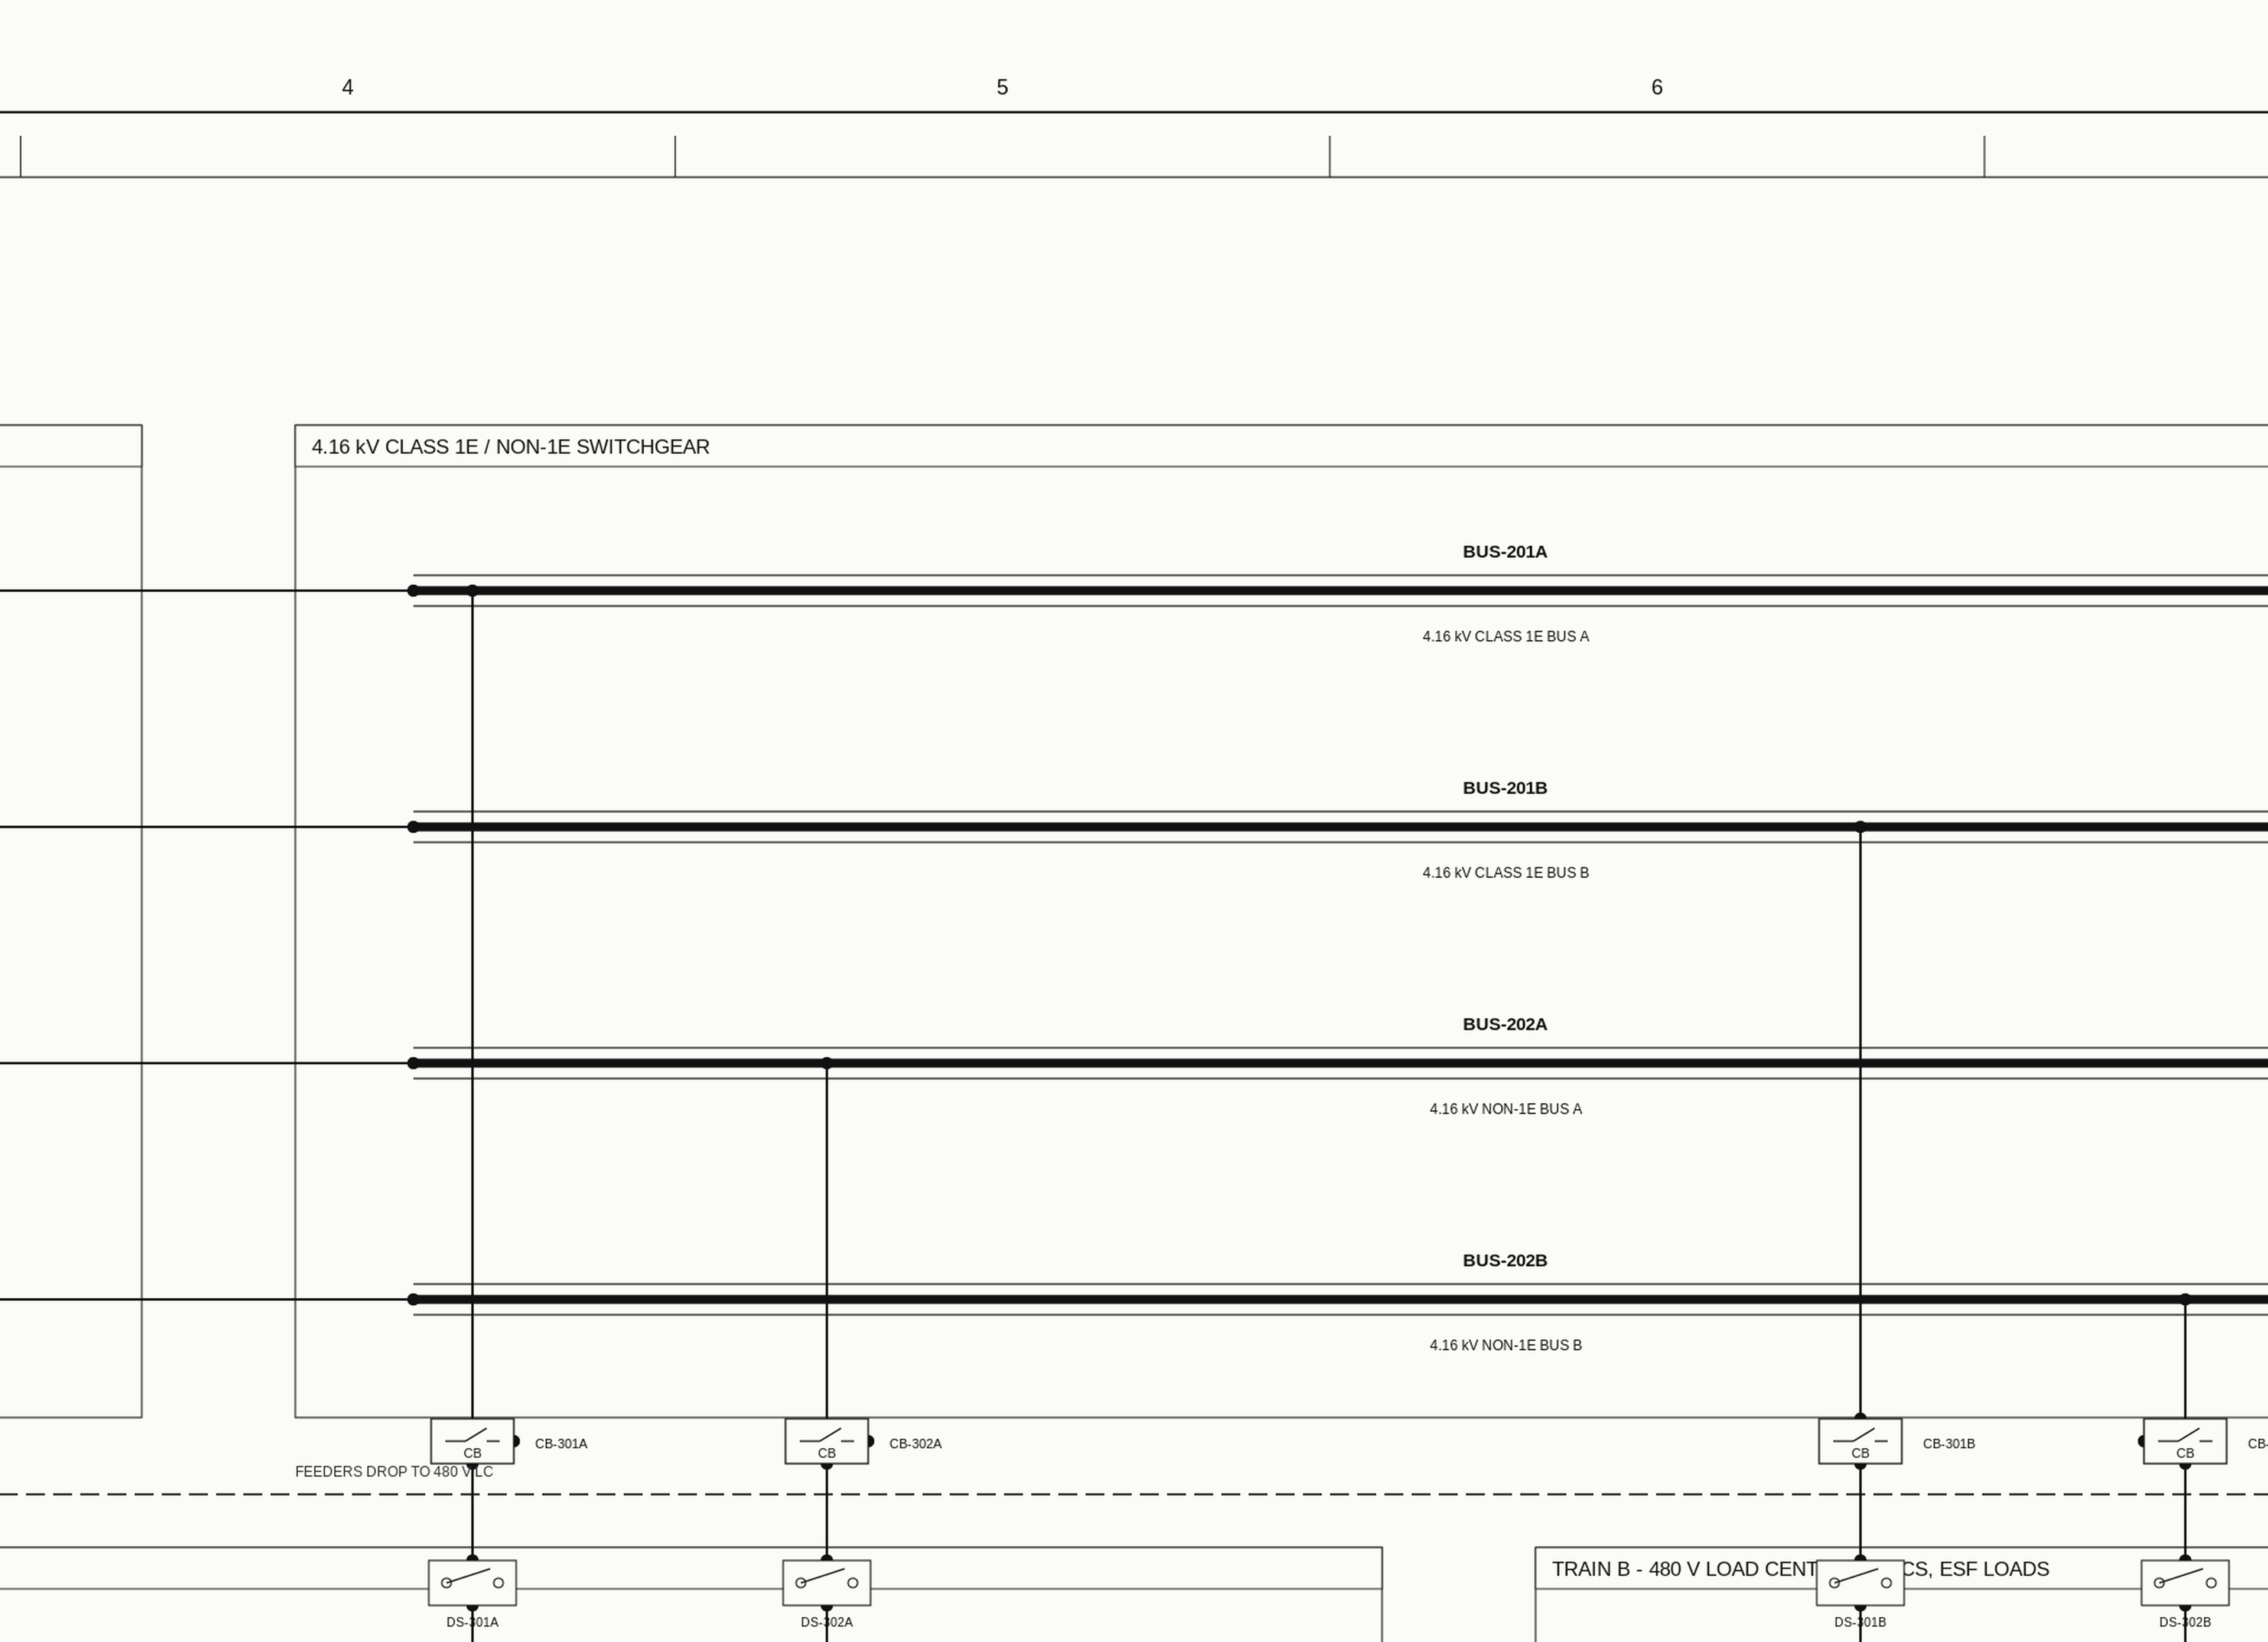 4 5 6
4.16 kV CLASS 1E / NON-1E SWITCHGEAR
BUS-201A
4.16 kV CLASS 1E BUS A
BUS-201B
4.16 kV CLASS 1E BUS B
BUS-202A
4.16 kV NON-1E BUS A
BUS-202B
4.16 kV NON-1E BUS B
CB CB-301A CB CB-302A CB CB-301B CB CB-
FEEDERS DROP TO 480 V LC
TRAIN B - 480 V LOAD CENT CS, ESF LOADS
DS-301A DS-302A DS-301B DS-302B